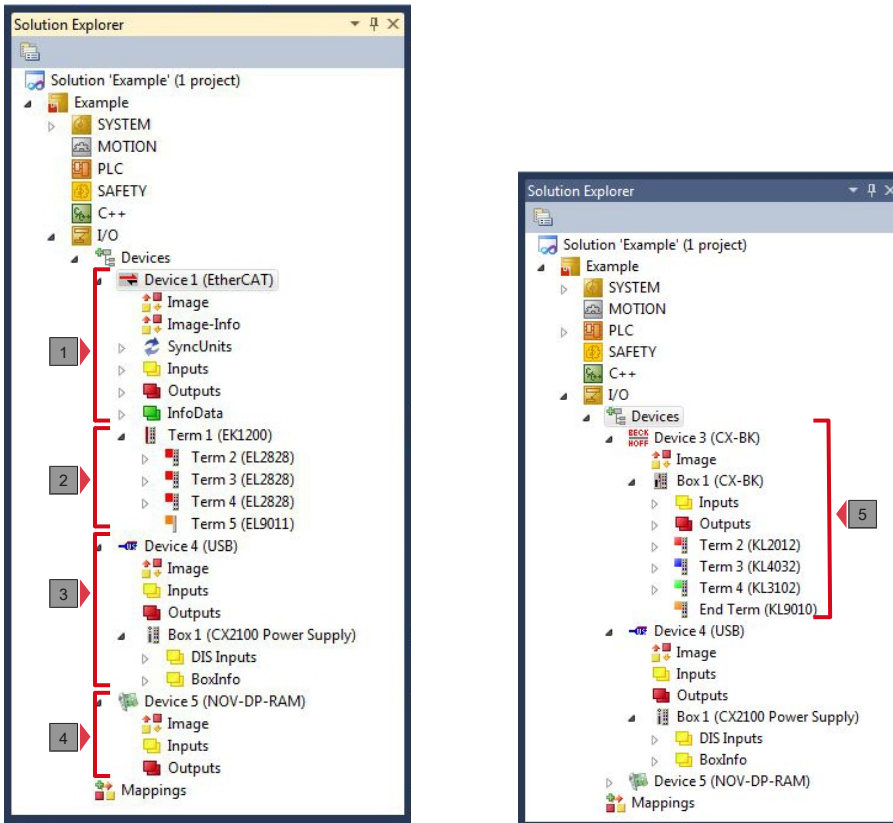 Solution Explorer
Solution 'Example' (1 project)
Example
SYSTEM
MOTION
PLC
SAFETY
C++
I/O
Devices
Device 1 (EtherCAT)
Image
Image-Info
1
SyncUnits
Inputs
Outputs
InfoData
Term 1 (EK1200)
Term 2 (EL2828)
2
Term 3 (EL2828)
Term 4 (EL2828)
Term 5 (EL9011)
Device 4 (USB)
Image
3
Inputs
Outputs
Box 1 (CX2100 Power Supply)
DIS Inputs
BoxInfo
Device 5 (NOV-DP-RAM)
Image
4
Inputs
Outputs
Mappings
Solution Explorer
Solution 'Example' (1 project)
Example
SYSTEM
MOTION
PLC
SAFETY
C++
I/O
Devices
BECK
HOFF
Device 3 (CX-BK)
Image
Box 1 (CX-BK)
Inputs
5
Outputs
Term 2 (KL2012)
Term 3 (KL4032)
Term 4 (KL3102)
End Term (KL9010)
Device 4 (USB)
Image
Inputs
Outputs
Box 1 (CX2100 Power Supply)
DIS Inputs
BoxInfo
Device 5 (NOV-DP-RAM)
Mappings